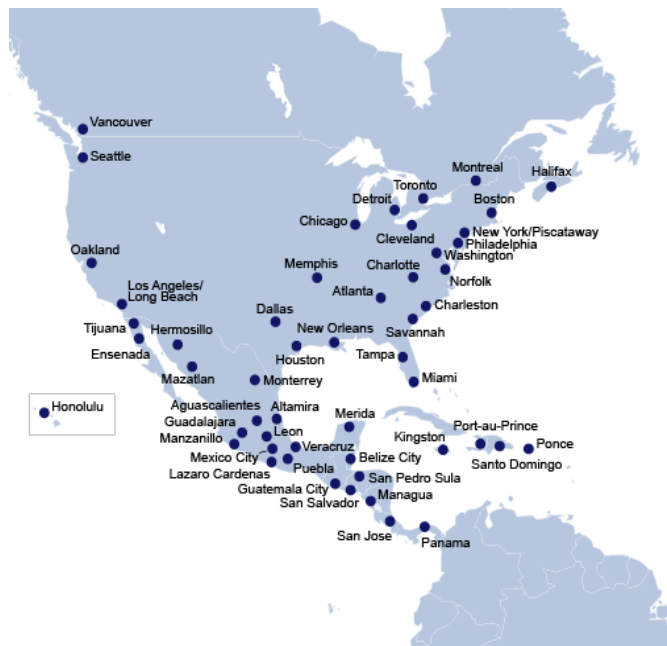 Vancouver
Seattle
Montreal
Halifax
Toronto
Detroit
Boston
Chicago
Cleveland
New York/Piscataway
Philadelphia
Washington
Oakland
Memphis
Charlotte
Norfolk
Los Angeles/
Long Beach
Atlanta
Charleston
Dallas
Tijuana
Hermosillo
New Orleans
Savannah
Ensenada
Houston
Tampa
Mazatlan
Monterrey
Miami
Honolulu
Aguascalientes
Altamira
Merida
Port-au-Prince
Guadalajara
Leon
Kingston
Manzanillo
Veracruz
Ponce
Mexico City
Puebla
Belize City
Santo Domingo
Lazaro Cardenas
San Pedro Sula
Guatemala City
Managua
San Salvador
San Jose
Panama